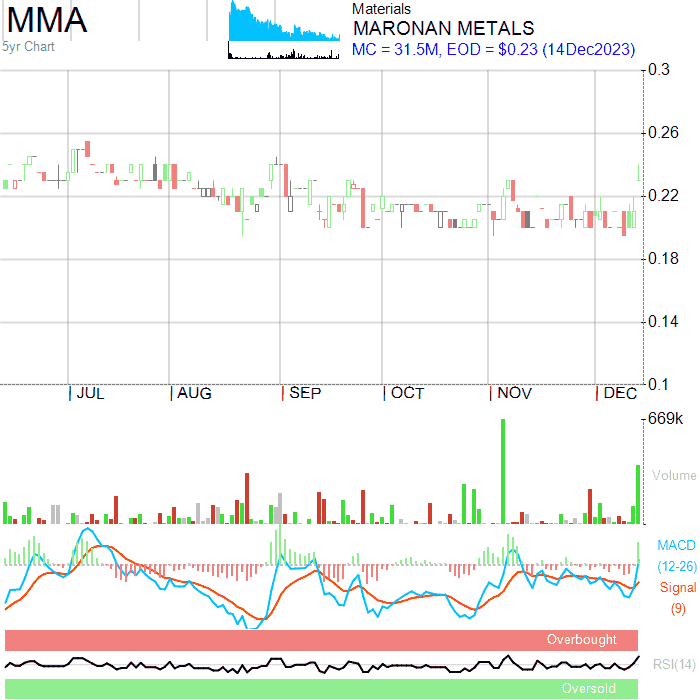 MMA
5yr Chart
Materials
MARONAN METALS
MC = 31.5M, EOD = $0.23 (14Dec2023)
0.3
0.26
0.22
0.18
0.14
0.1
JUL AUG SEP OCT NOV DEC
669k
Volume
MACD
(12-26)
Signal
(9)
Overbought
RSI(14)
Oversold